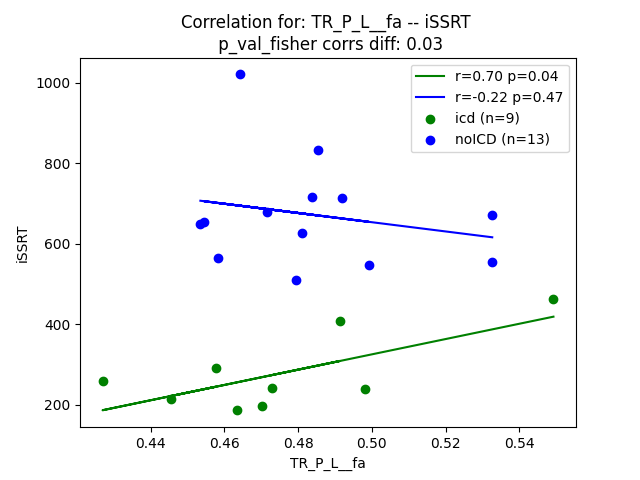 Correlation for: TR_P_L__fa -- iSSRT
p_val_fisher corrs diff: 0.03
r=0.70 p=0.04
r=-0.22 p=0.47
icd (n=9)
noICD (n=13)
1000
800
600
400
200
iSSRT
0.44 0.46 0.48 0.50 0.52 0.54
TR_P_L__fa